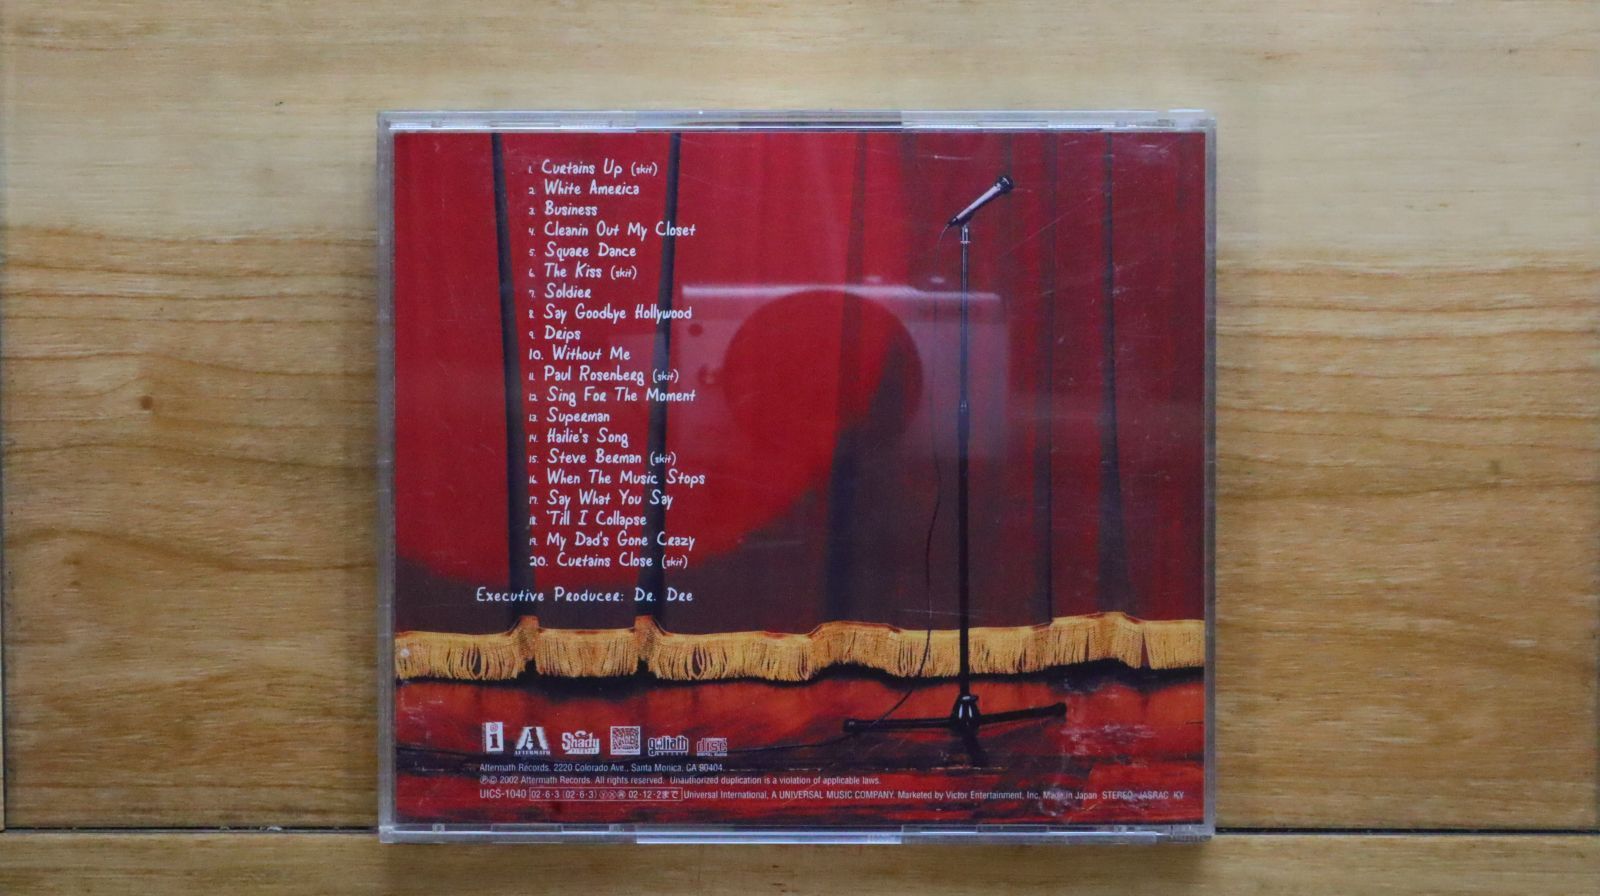 1. Curtains Up (skit)
2. White America
3. Business
4. Cleanin Out My Closet
5. Square Dance
6. The Kiss (skit)
7. Soldier
8. Say Goodbye Hollywood
9. Drips
10. Without Me
11. Paul Rosenberg (skit)
12. Sing For The Moment
13. Superman
14. Hailie's Song
15. Steve Berman (skit)
16. When The Music Stops
17. Say What You Say
18. 'Till I Collapse
19. My Dad's Gone Crazy
20. Curtains Close (skit)
Executive Producer: Dr. Dre
i AFTERMATH Shady RECORDS goliath disc
Aftermath Records, 2220 Colorado Ave., Santa Monica, CA 90404.
℗© 2002 Aftermath Records. All rights reserved. Unauthorized duplication is a violation of applicable laws.
UICS-1040 02·6·3 (02·6·3) 02·12·2まで Universal International, A UNIVERSAL MUSIC COMPANY. Marketed by Victor Entertainment, Inc. Made in Japan STEREO JASRAC KY